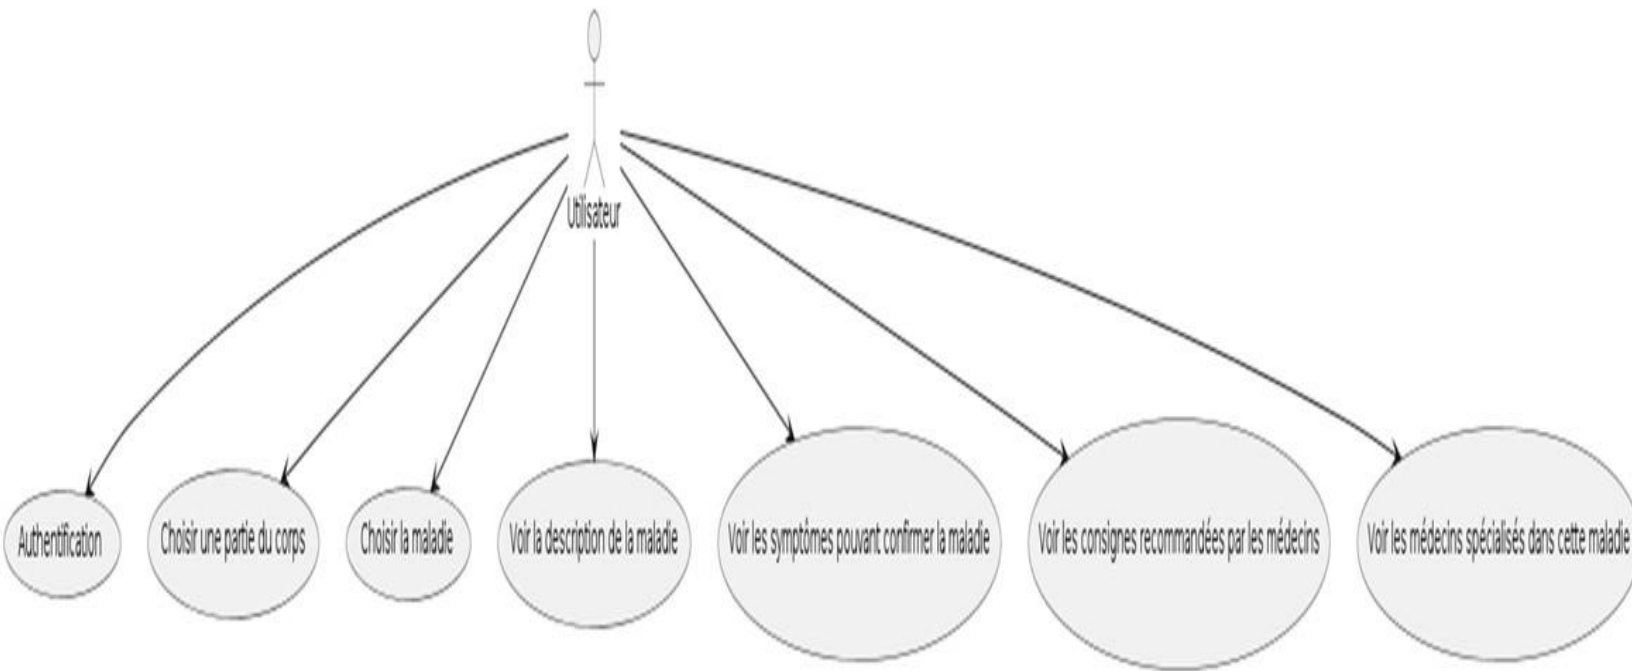 Utilisateur
Authentification
Choisir une partie du corps
Choisir la maladie
Voir la description de la maladie
Voir les symptômes pouvant confirmer la maladie
Voir les consignes recommandées par les médecins
Voir les médecins spécialisés dans cette maladie